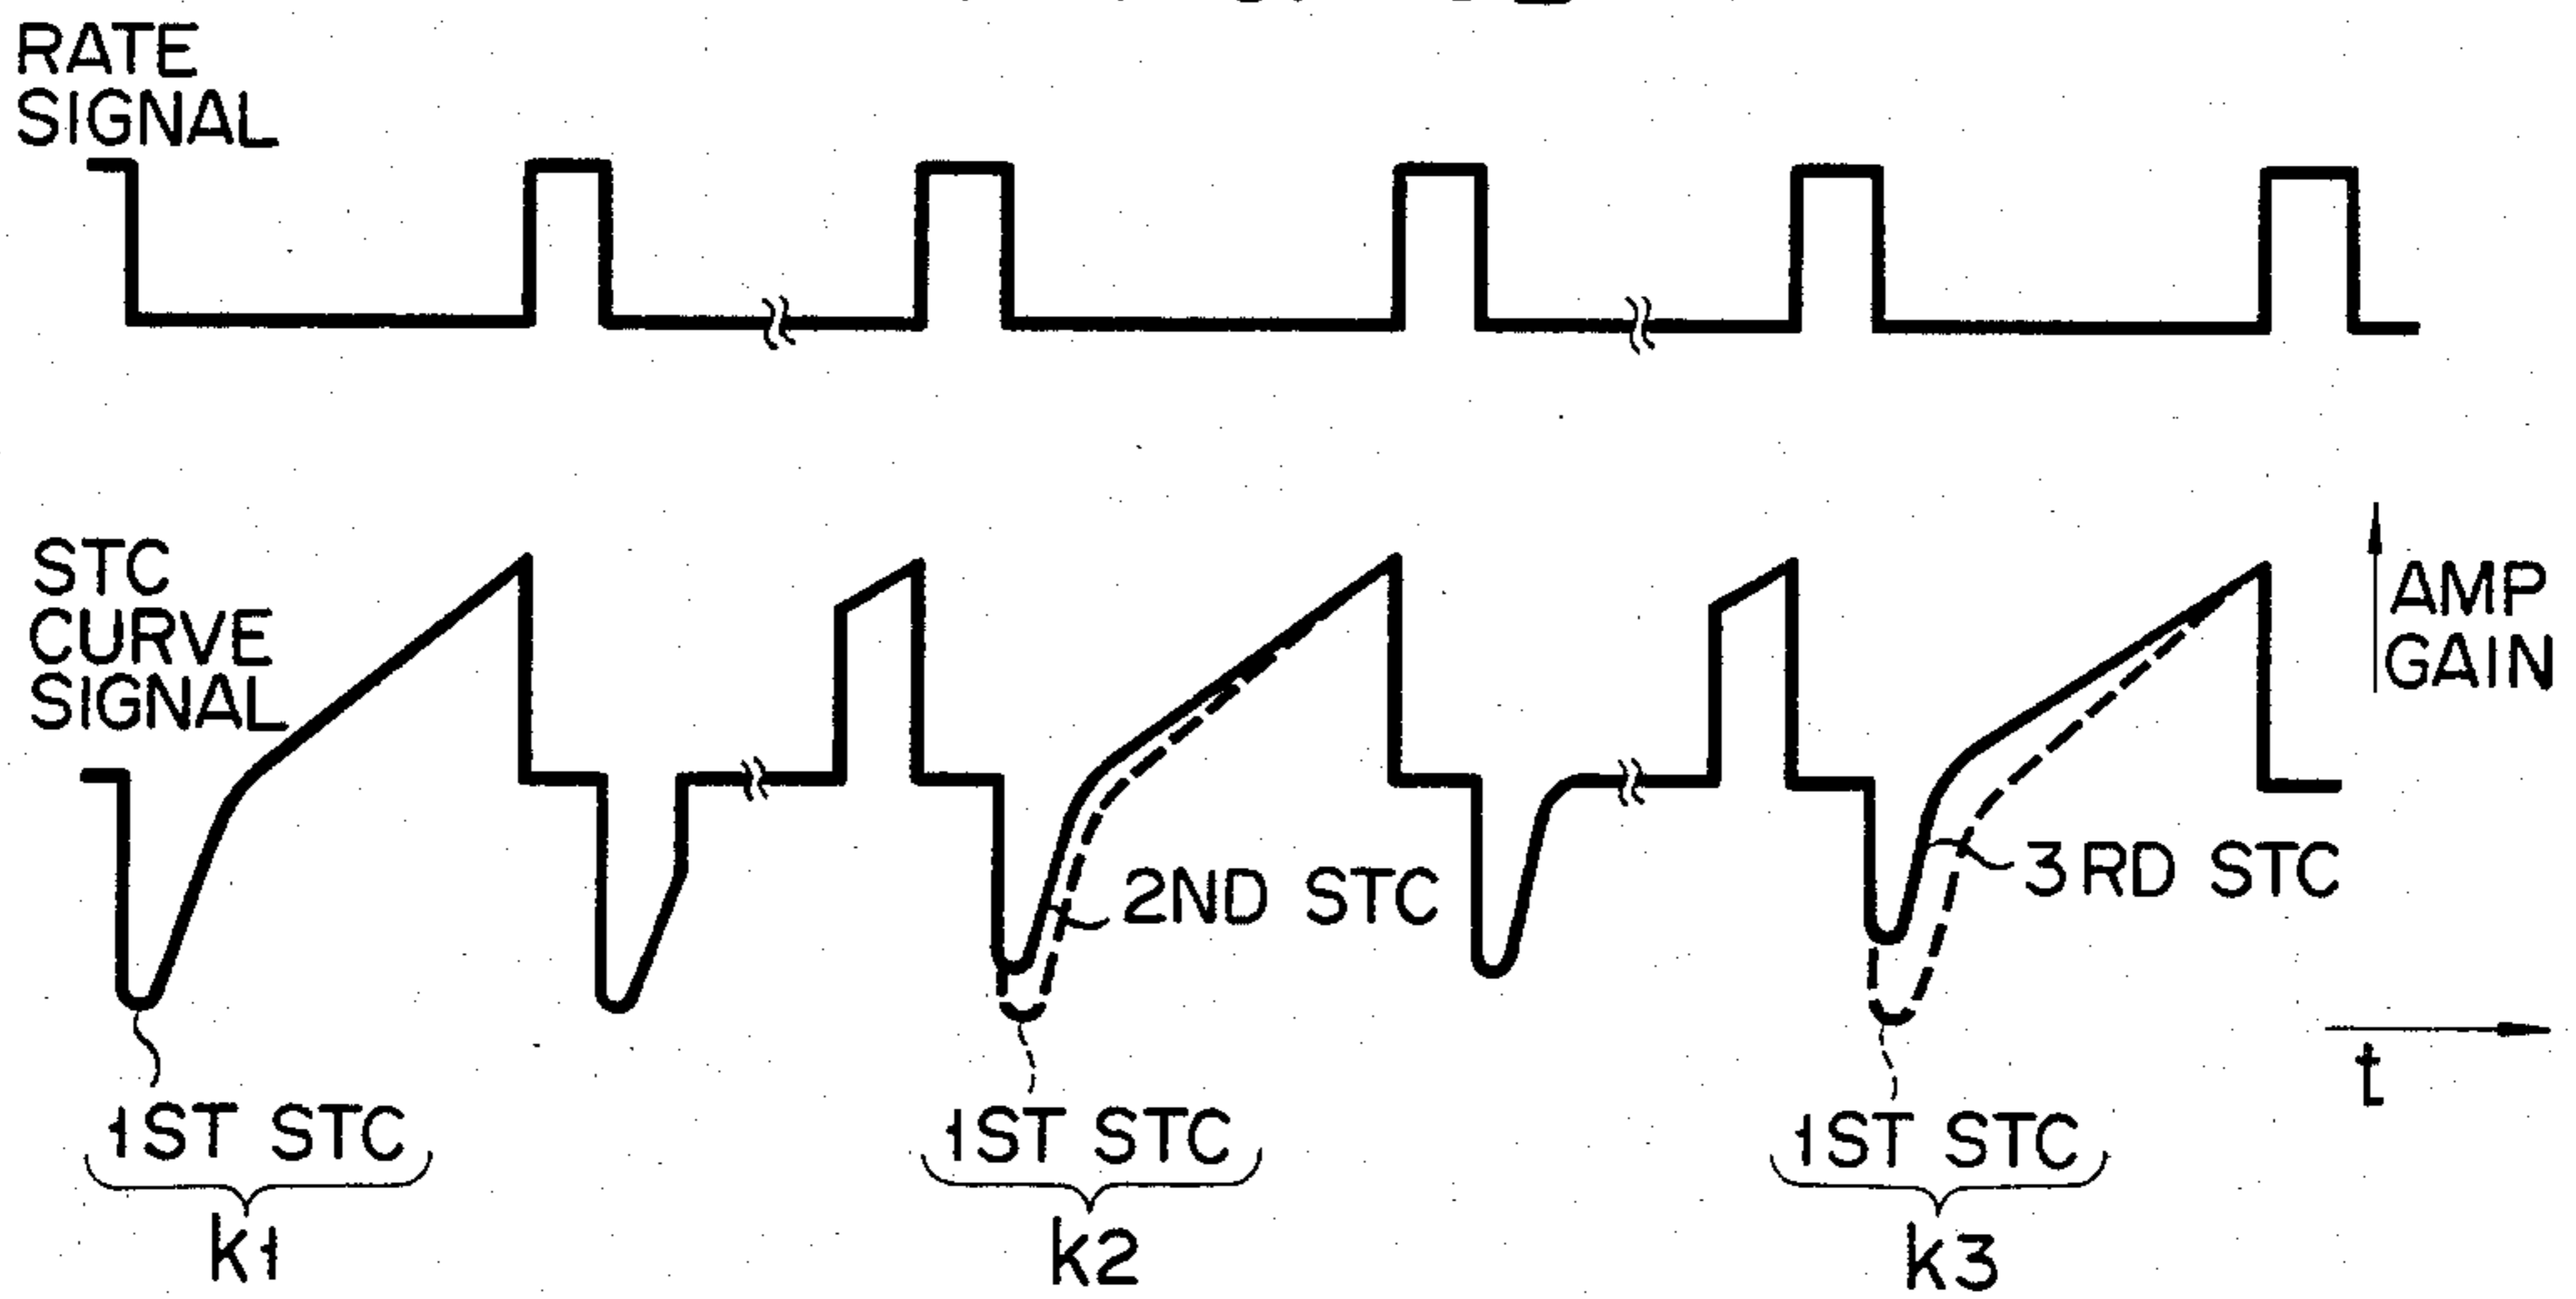 RATE
SIGNAL
STC
CURVE
SIGNAL
AMP
GAIN
2ND STC
3RD STC
t
1ST STC
1ST STC
1ST STC
k1
k2
k3